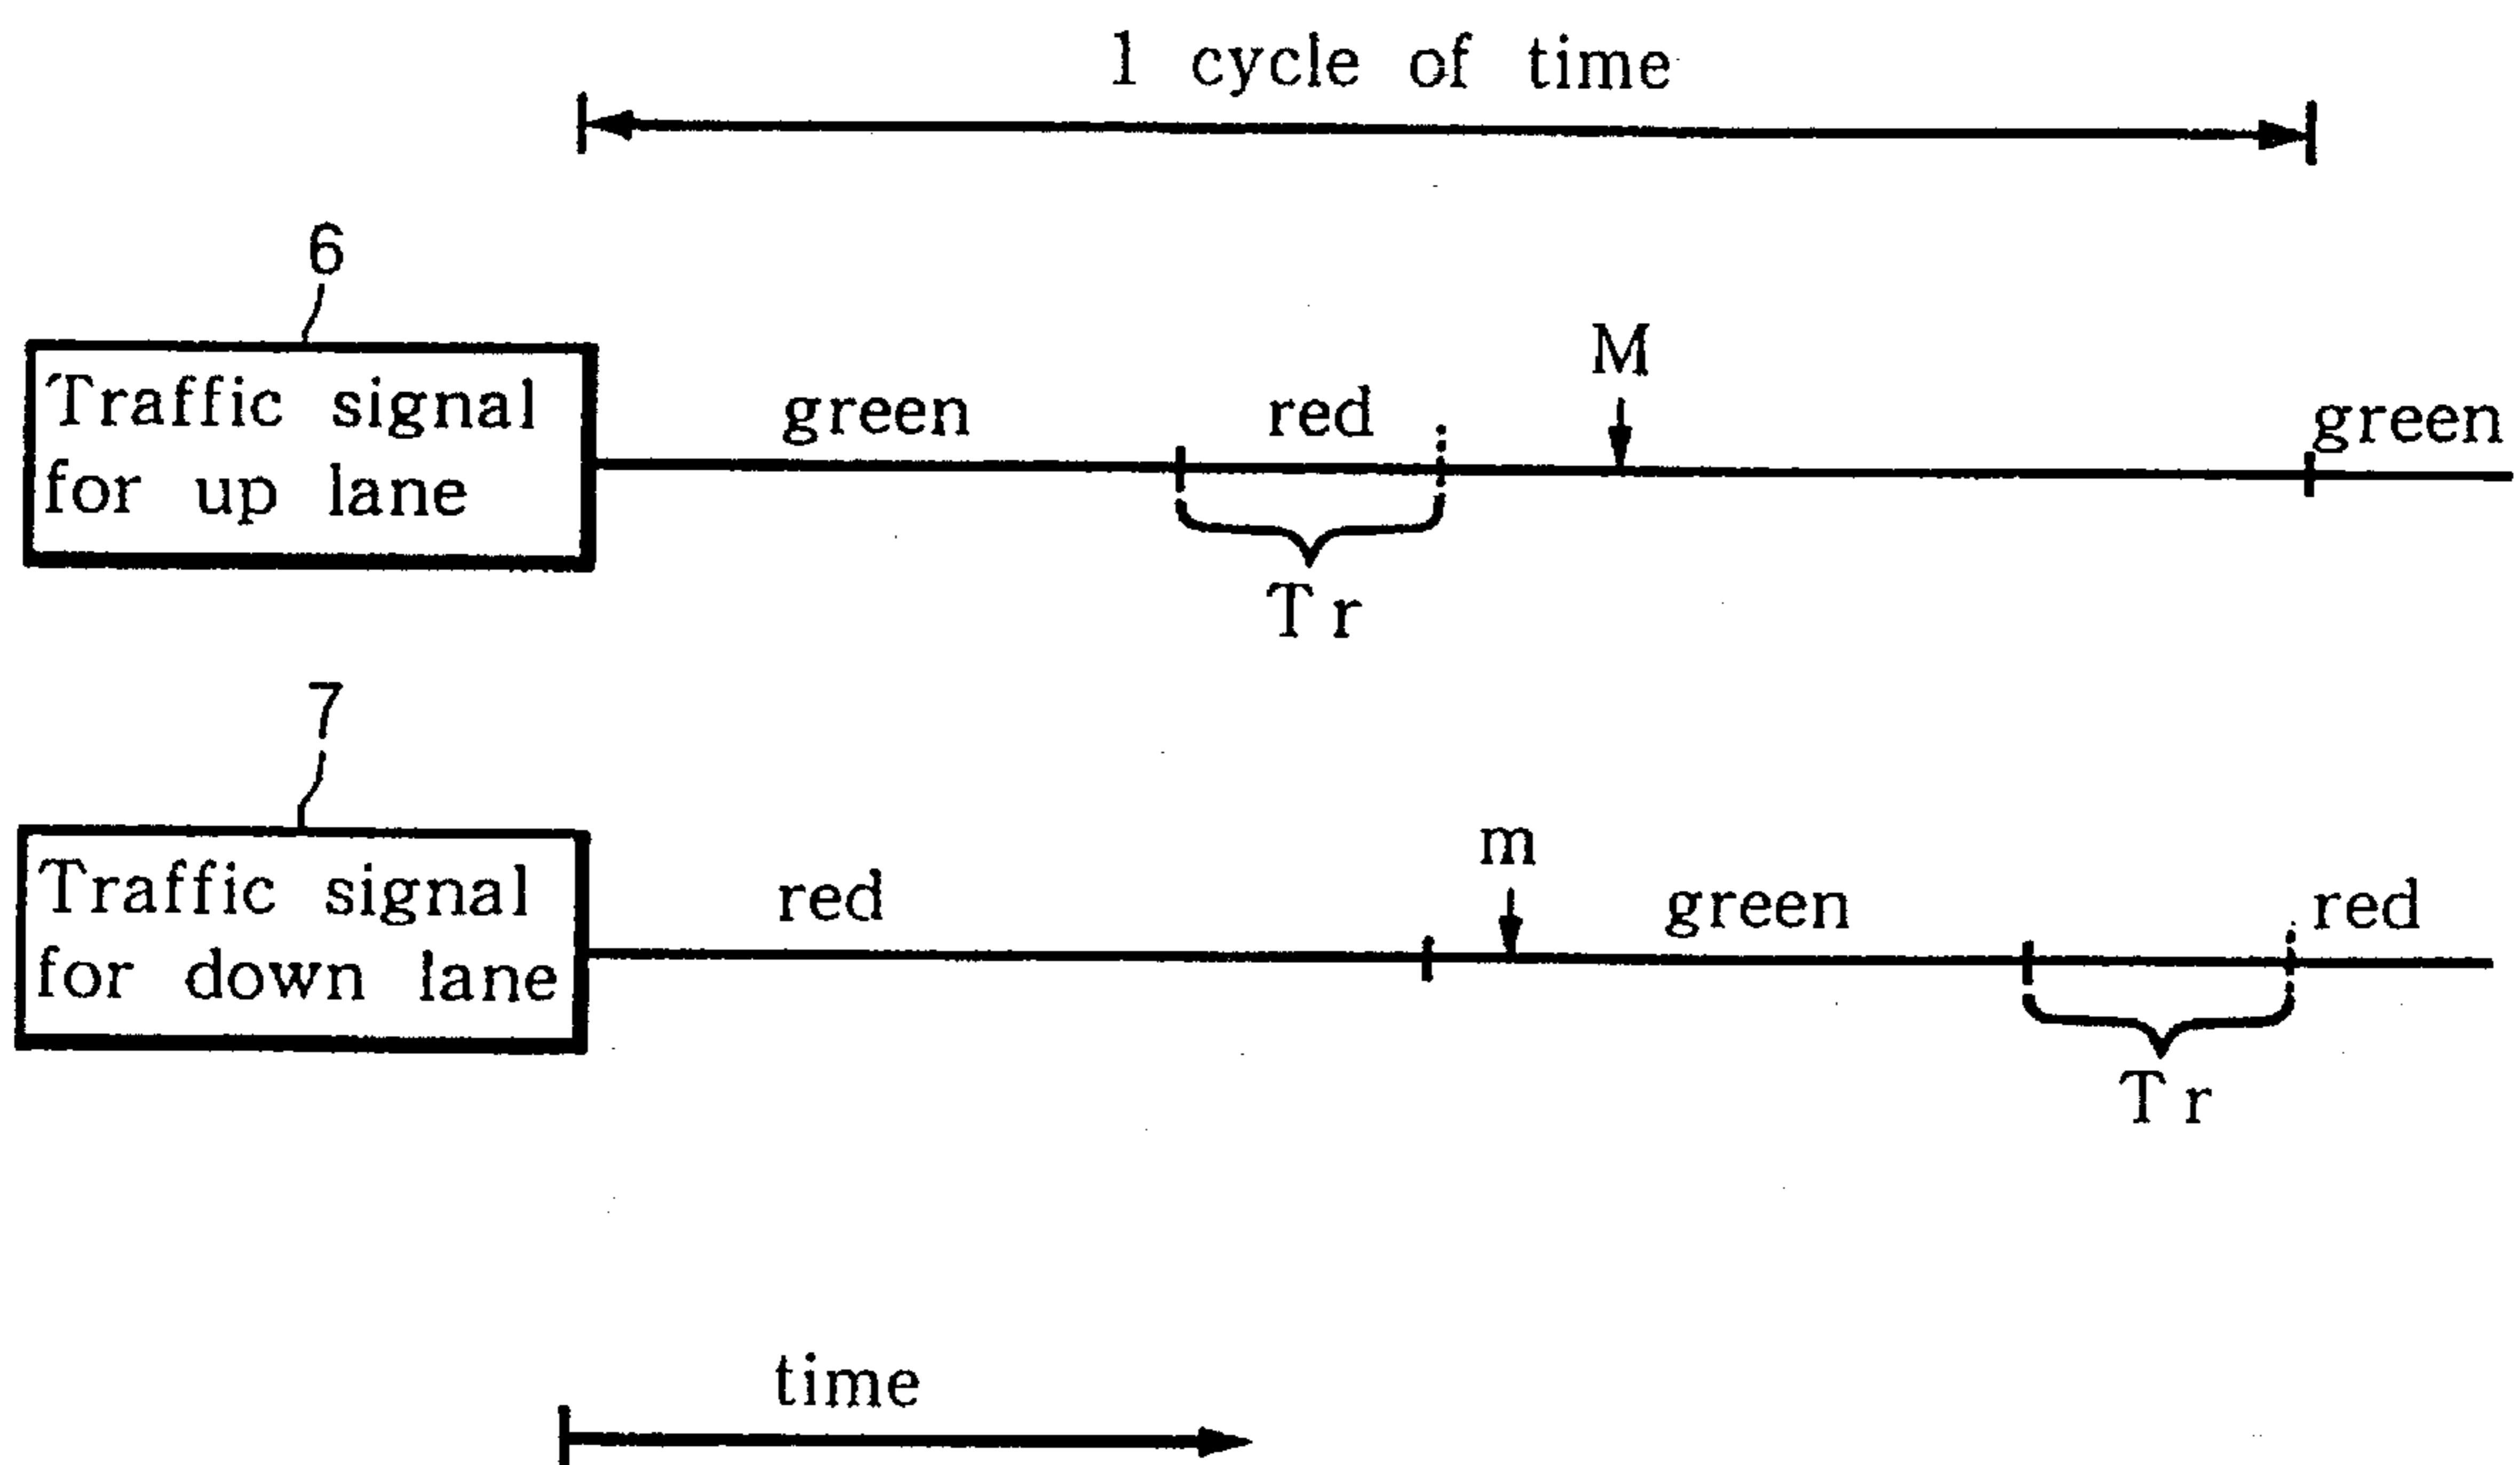 1 cycle of time
6
M
green red green
Traffic signal
for up lane
Tr
7
m
red green red
Traffic signal
for down lane
Tr
time